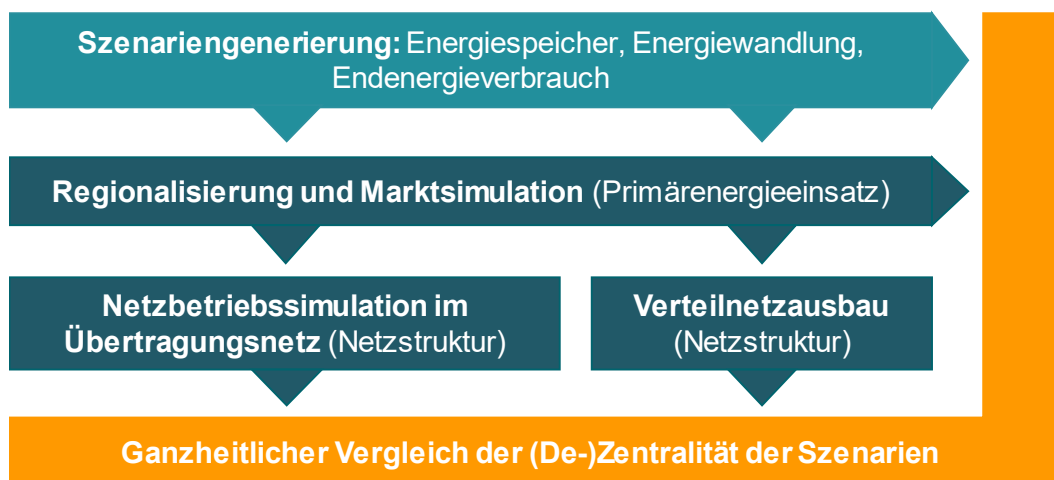 Szenariengenerierung: Energiespeicher, Energiewandlung,
Endenergieverbrauch
Regionalisierung und Marktsimulation (Primärenergieeinsatz)
Netzbetriebssimulation im
Übertragungsnetz (Netzstruktur)
Verteilnetzausbau
(Netzstruktur)
Ganzheitlicher Vergleich der (De-)Zentralität der Szenarien